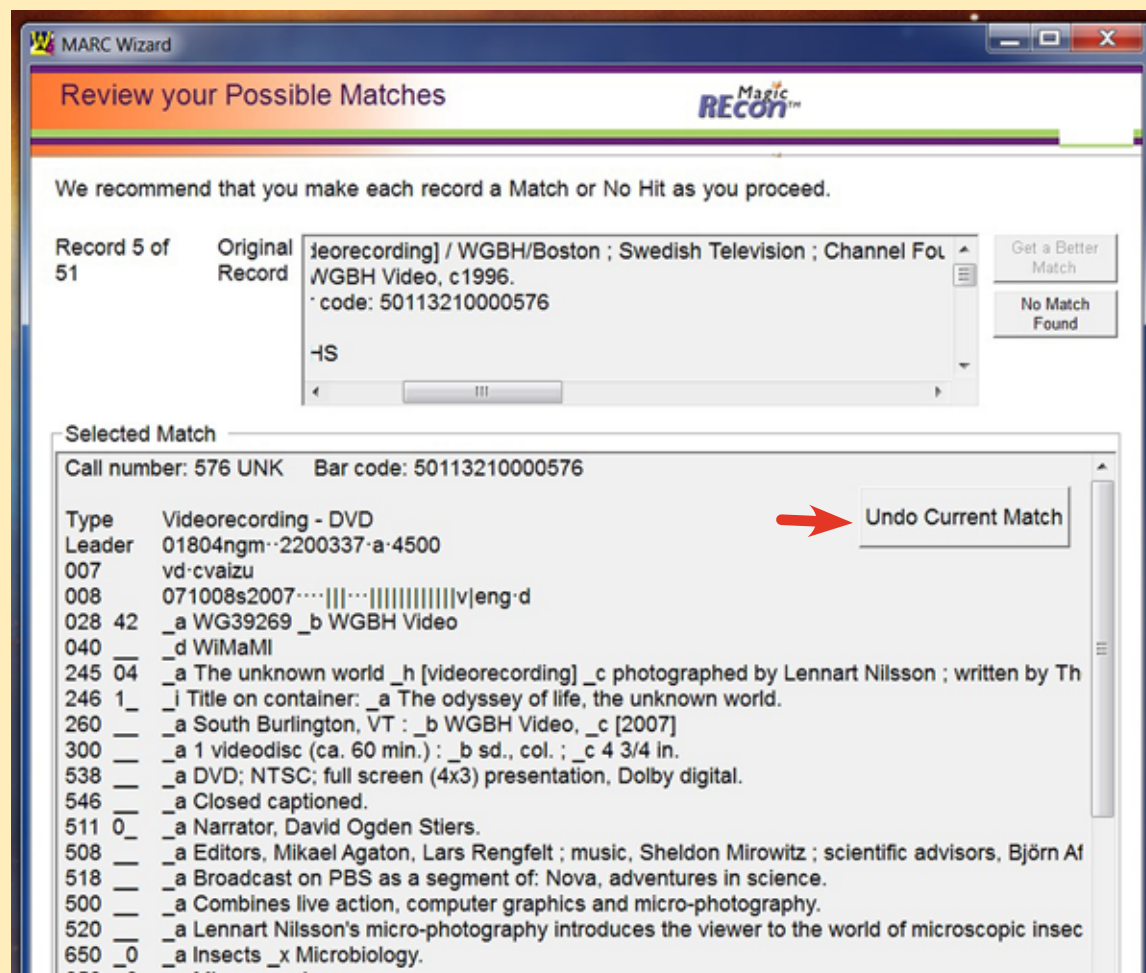 MARC Wizard
Review your Possible Matches
Magic
REcon™
We recommend that you make each record a Match or No Hit as you proceed.
Record 5 of
51
Original
Record
deorecording] / WGBH/Boston ; Swedish Television ; Channel Fou
WGBH Video, c1996.
code: 50113210000576
HS
Get a Better
Match
No Match
Found
Selected Match
Call number: 576 UNK Bar code: 50113210000576
Undo Current Match
Type Videorecording - DVD
Leader 01804ngm··2200337·a·4500
007 vd·cvaizu
008 071008s2007····|||···||||||||||||v|eng·d
028 42 _a WG39269 _b WGBH Video
040 __ _d WiMaMI
245 04 _a The unknown world _h [videorecording] _c photographed by Lennart Nilsson ; written by Th
246 1_ _i Title on container: _a The odyssey of life, the unknown world.
260 __ _a South Burlington, VT : _b WGBH Video, _c [2007]
300 __ _a 1 videodisc (ca. 60 min.) : _b sd., col. ; _c 4 3/4 in.
538 __ _a DVD; NTSC; full screen (4x3) presentation, Dolby digital.
546 __ _a Closed captioned.
511 0_ _a Narrator, David Ogden Stiers.
508 __ _a Editors, Mikael Agaton, Lars Rengfelt ; music, Sheldon Mirowitz ; scientific advisors, Björn Af
518 __ _a Broadcast on PBS as a segment of: Nova, adventures in science.
500 __ _a Combines live action, computer graphics and micro-photography.
520 __ _a Lennart Nilsson's micro-photography introduces the viewer to the world of microscopic insec
650 _0 _a Insects _x Microbiology.